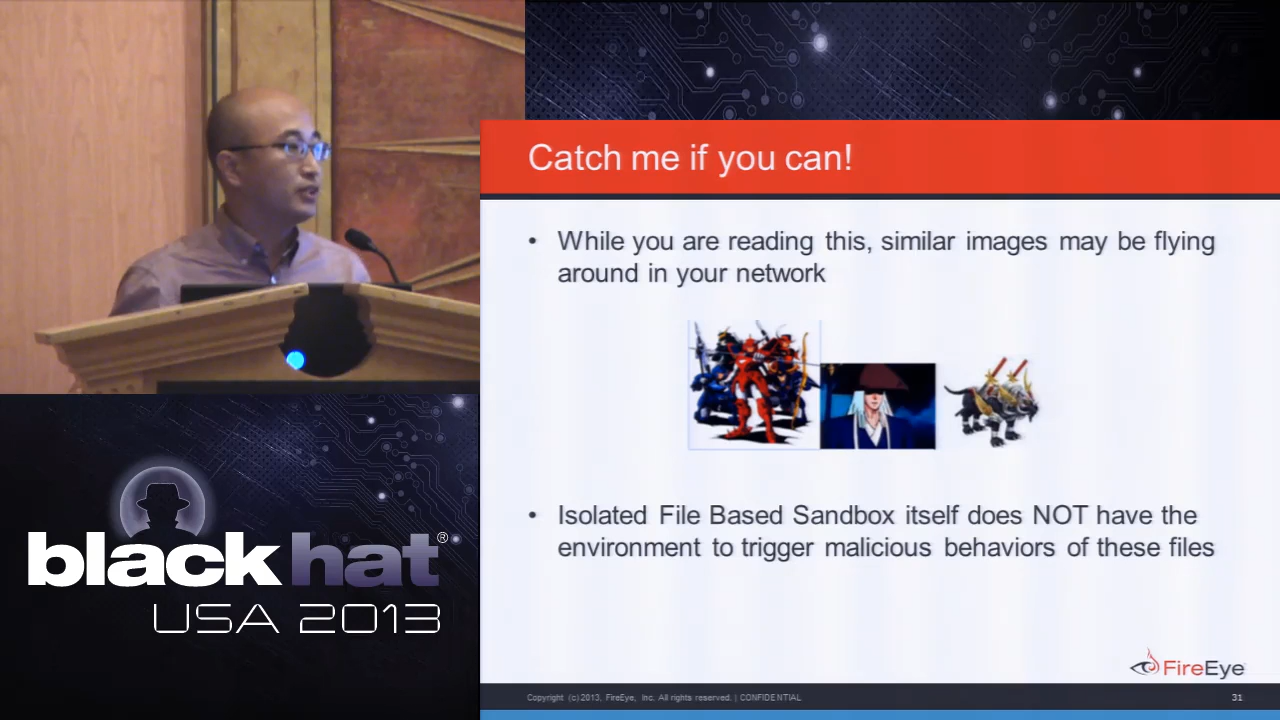 Catch me if you can!
• While you are reading this, similar images may be flying
around in your network
• Isolated File Based Sandbox itself does NOT have the
environment to trigger malicious behaviors of these files
FireEye
Copyright (c) 2013, FireEye, Inc. All rights reserved. | CONFIDENTIAL
31
blackhat®
USA 2013